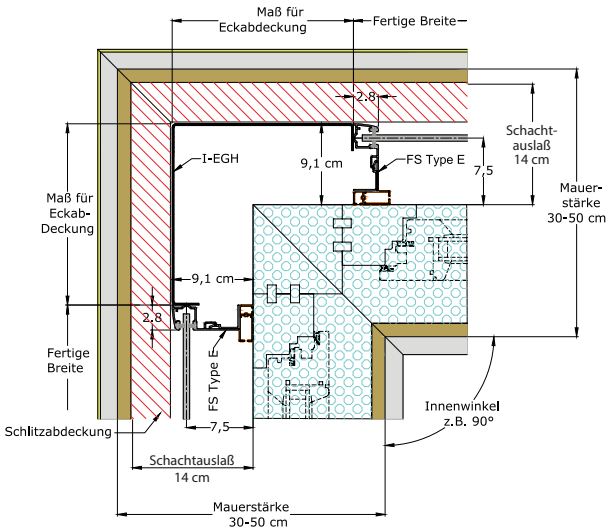 Maß für
Eckabdeckung
Fertige Breite
2.8
I-EGH
9,1 cm
FS Type E
7,5
Schacht-
auslaß
14 cm
Mauer-
stärke
30-50 cm
Maß für
Eckab-
Deckung
9,1 cm
2.8
Fertige
Breite
FS Type E
7,5
Schlitzabdeckung
Innenwinkel
z.B. 90°
Schachtauslaß
14 cm
Mauerstärke
30-50 cm